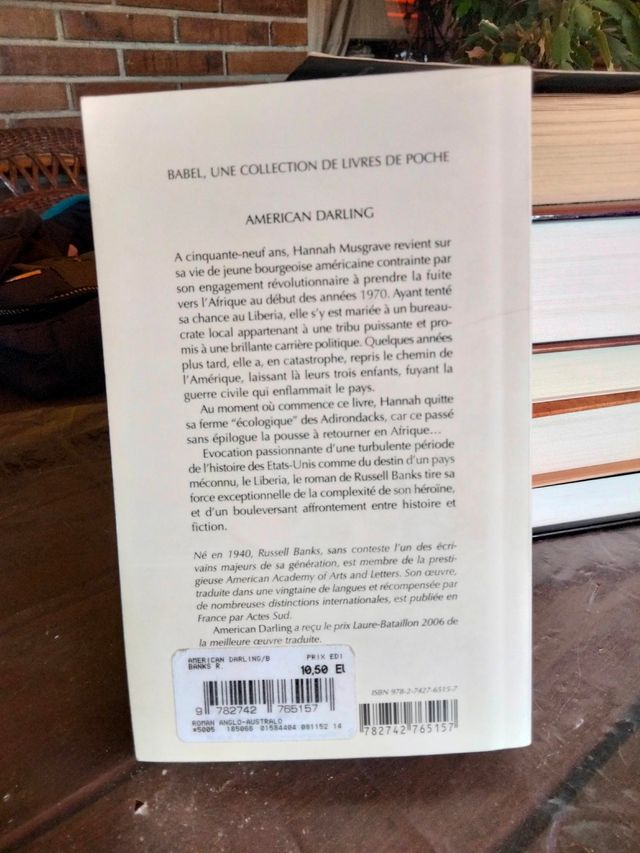 BABEL, UNE COLLECTION DE LIVRES DE POCHE
AMERICAN DARLING
A cinquante-neuf ans, Hannah Musgrave revient sur
sa vie de jeune bourgeoise américaine contrainte par
son engagement révolutionnaire à prendre la fuite
vers l'Afrique au début des années 1970. Ayant tenté
sa chance au Liberia, elle s'y est mariée à un bureau-
crate local appartenant à une tribu puissante et pro-
mis à une brillante carrière politique. Quelques années
plus tard, elle a, en catastrophe, repris le chemin de
l'Amérique, laissant là leurs trois enfants, fuyant la
guerre civile qui enflammait le pays.
Au moment où commence ce livre, Hannah quitte
sa ferme "écologique" des Adirondacks, car ce passé
sans épilogue la pousse à retourner en Afrique...
Evocation passionnante d'une turbulente période
de l'histoire des Etats-Unis comme du destin d'un pays
méconnu, le Liberia, le roman de Russell Banks tire sa
force exceptionnelle de la complexité de son héroïne,
et d'un bouleversant affrontement entre histoire et
fiction.
Né en 1940, Russell Banks, sans conteste l'un des écri-
vains majeurs de sa génération, est membre de la presti-
gieuse American Academy of Arts and Letters. Son œuvre,
traduite dans une vingtaine de langues et récompensée par
de nombreuses distinctions internationales, est publiée en
France par Actes Sud.
American Darling a reçu le prix Laure-Bataillon 2006 de
la meilleure œuvre traduite.
AMERICAN DARLING/B PRIX EDI
BANKS R. 10,50 EU
9 782742 765157
ROMAN ANGLO-AUSTRALO
*5005 185066 01584404 081152 14
ISBN 978-2-7427-6515-7
782742 765157